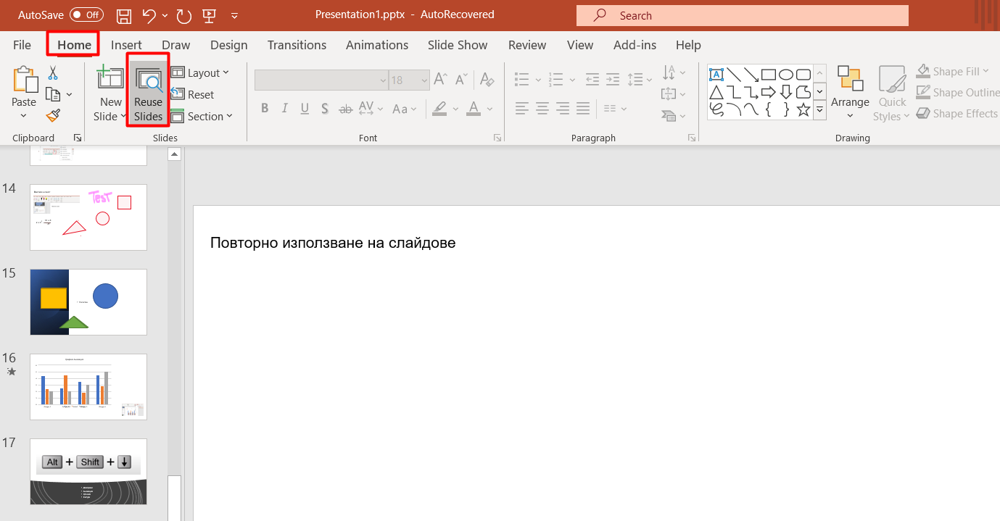 AutoSave Off Presentation1.pptx - AutoRecovered Search
File Home Insert Draw Design Transitions Animations Slide Show Review View Add-ins Help
Paste
Clipboard
New Slide
Reuse Slides
Layout
Reset
Section
Slides
18
B I U S ab AV Aa A
Font
Paragraph
Arrange
Quick Styles
Shape Fill
Shape Outline
Shape Effects
Drawing
14
Test
15
16
17
Alt + Shift +
Повторно използване на слайдове